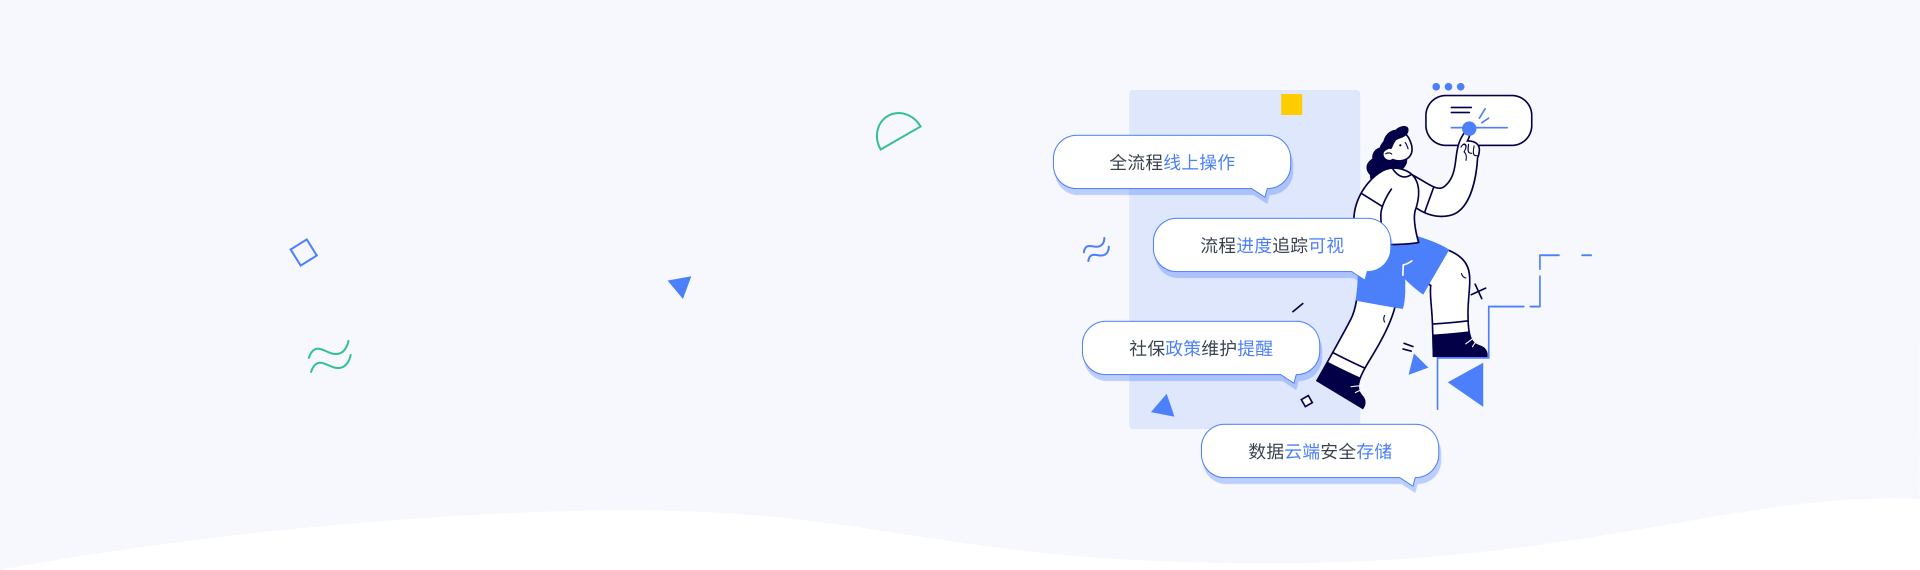 全流程线上操作
流程进度追踪可视
社保政策维护提醒
数据云端安全存储